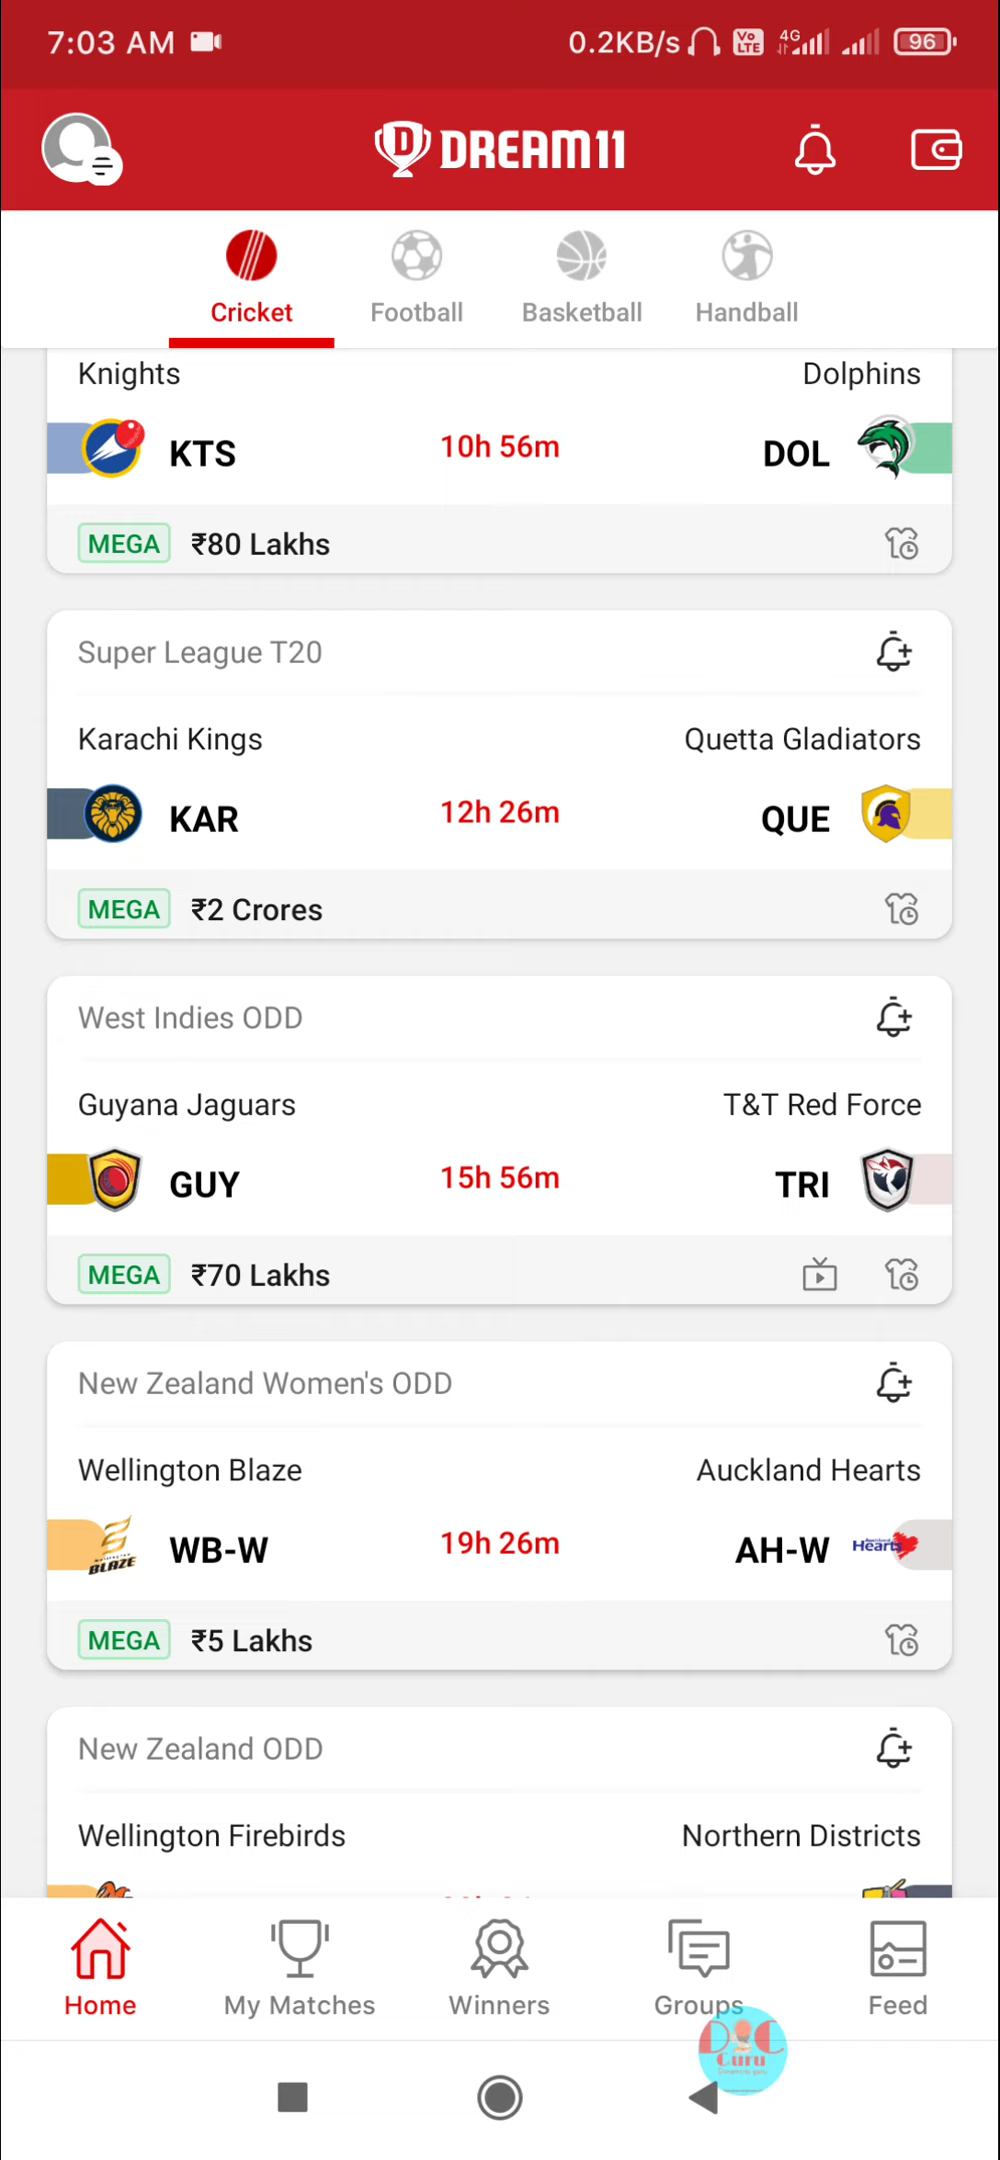 7:03 AM 0.2KB/s Vo LTE 4G 96
DREAM11
Cricket Football Basketball Handball
Knights Dolphins
KTS 10h 56m DOL
MEGA ₹80 Lakhs
Super League T20
Karachi Kings Quetta Gladiators
KAR 12h 26m QUE
MEGA ₹2 Crores
West Indies ODD
Guyana Jaguars T&T Red Force
GUY 15h 56m TRI
MEGA ₹70 Lakhs
New Zealand Women's ODD
Wellington Blaze Auckland Hearts
BLAZE WB-W 19h 26m AH-W Hearts
MEGA ₹5 Lakhs
New Zealand ODD
Wellington Firebirds Northern Districts
Home My Matches Winners Groups Feed
Guru